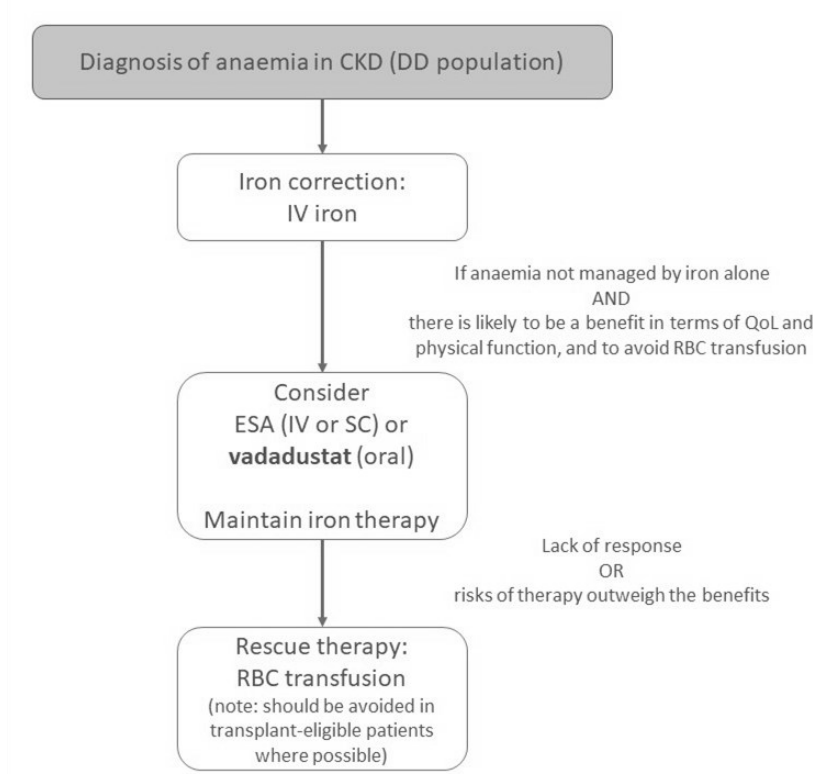 Diagnosis of anaemia in CKD (DD population)
Iron correction:
IV iron
If anaemia not managed by iron alone
AND
there is likely to be a benefit in terms of QoL and
physical function, and to avoid RBC transfusion
Consider
ESA (IV or SC) or
vadadustat (oral)
Maintain iron therapy
Lack of response
OR
risks of therapy outweigh the benefits
Rescue therapy:
RBC transfusion
(note: should be avoided in
transplant-eligible patients
where possible)